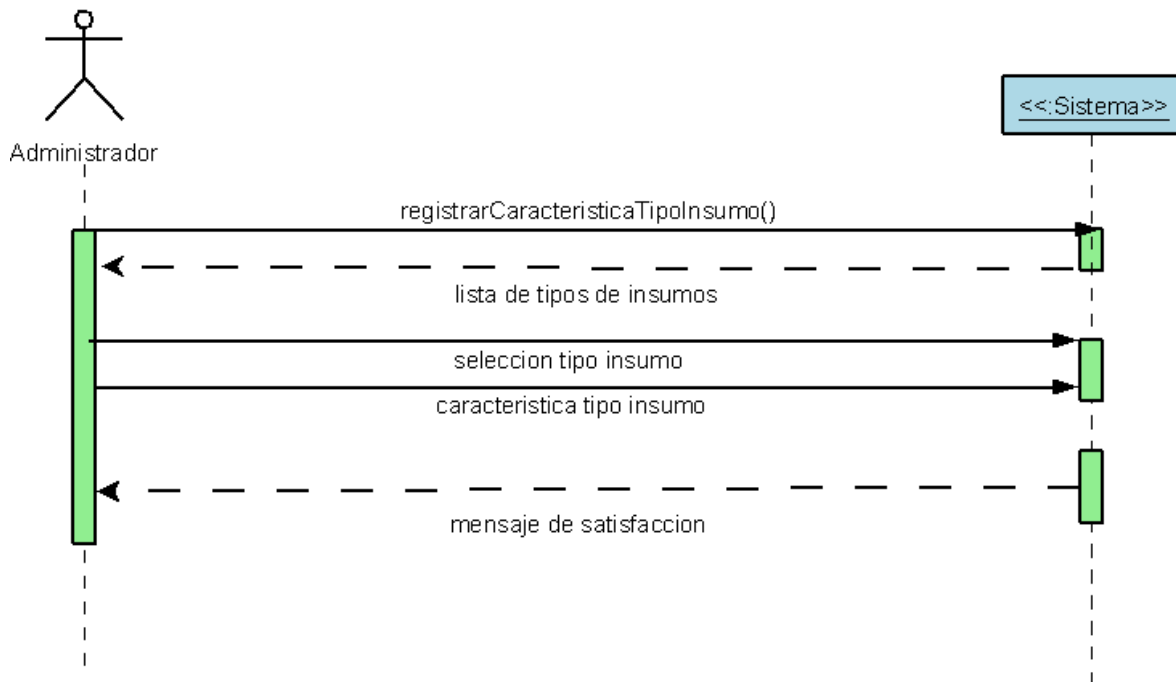 <<:Sistema>>
Administrador
registrarCaracteristicaTipoInsumo()
lista de tipos de insumos
seleccion tipo insumo
caracteristica tipo insumo
mensaje de satisfaccion